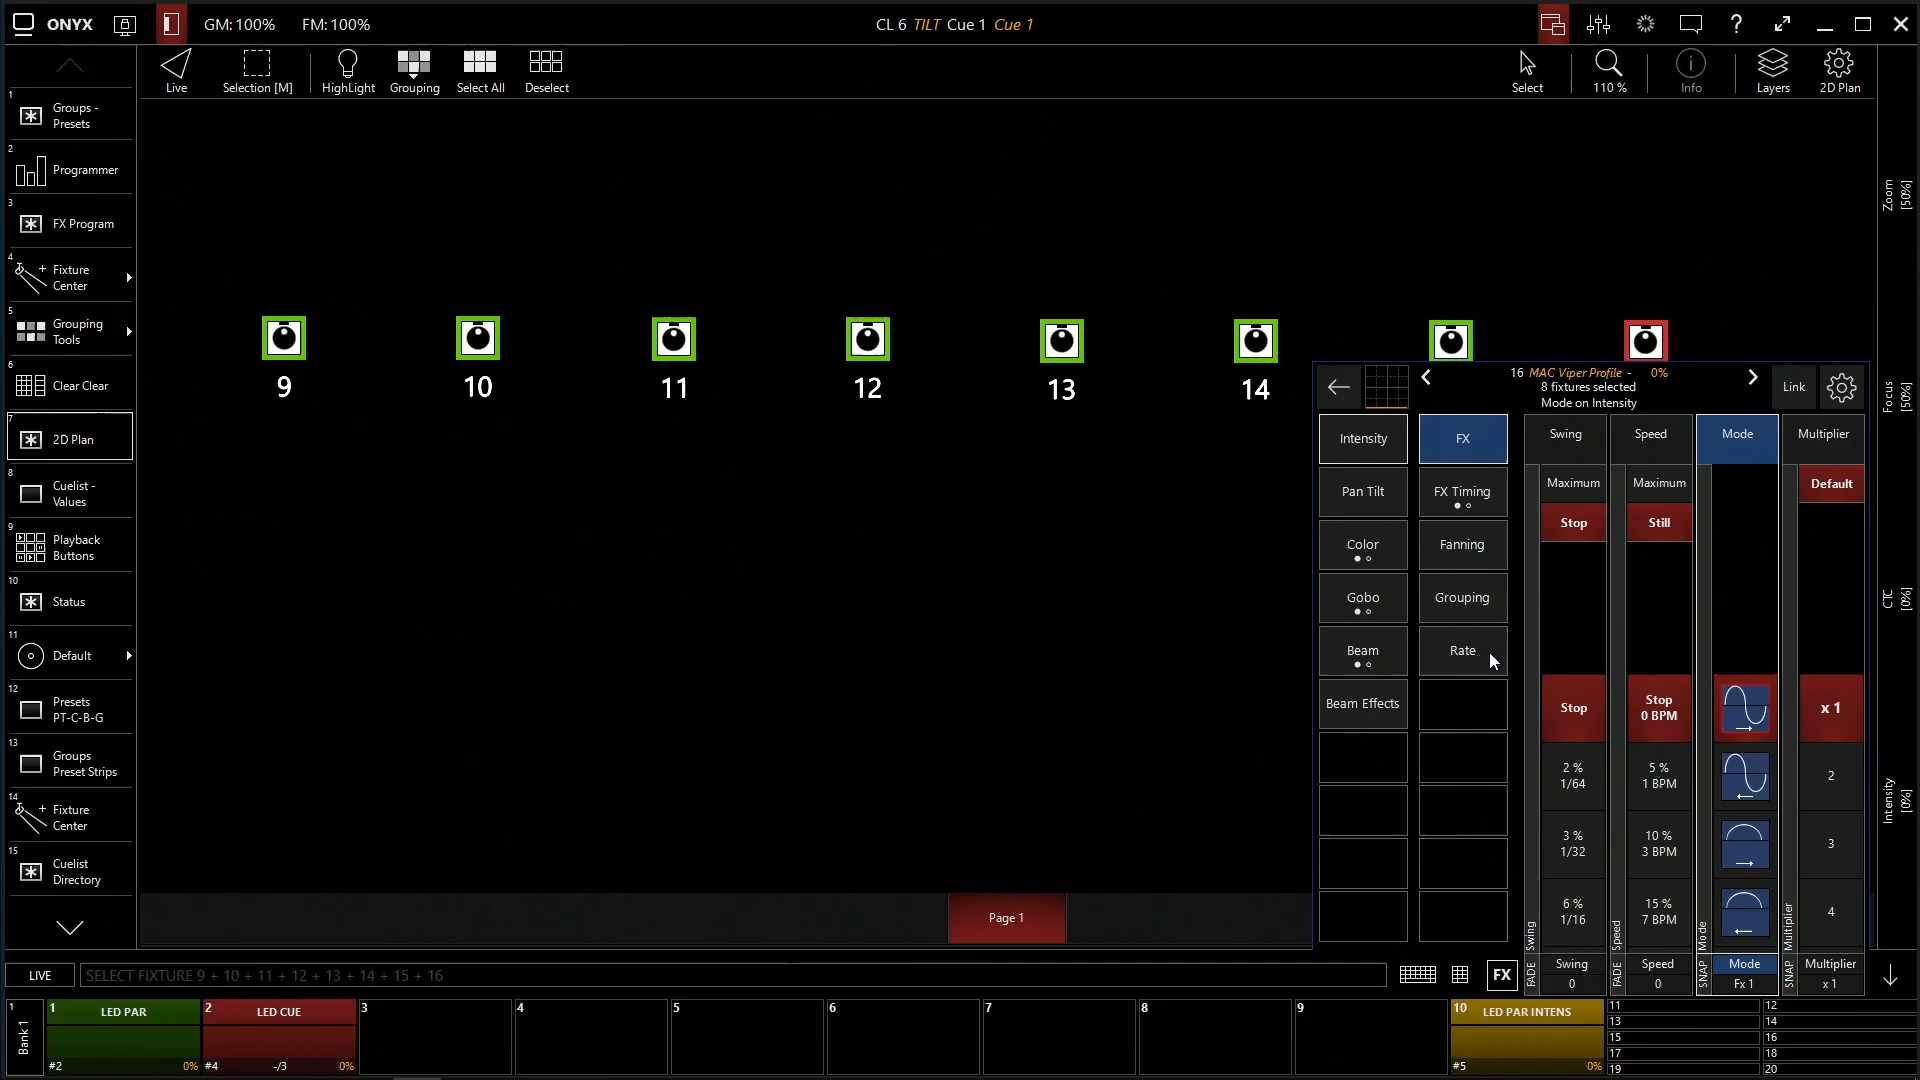 ONYX
GM: 100%
FM: 100%
CL 6 TILT Cue 1 Cue 1
Live
Selection [M]
HighLight
Grouping
Select All
Deselect
Select
110 %
Info
Layers
2D Plan
1
Groups -
Presets
2
Programmer
3
FX Program
4
Fixture
Center
5
Grouping
Tools
6
Clear Clear
7
2D Plan
8
Cuelist -
Values
9
Playback
Buttons
10
Status
11
Default
12
Presets
PT-C-B-G
13
Groups
Preset Strips
14
Fixture
Center
15
Cuelist
Directory
9
10
11
12
13
14
16 MAC Viper Profile - 0%
8 fixtures selected
Mode on Intensity
Link
Intensity
FX
Pan Tilt
FX Timing
Color
Fanning
Gobo
Grouping
Beam
Rate
Beam Effects
Swing
Speed
Mode
Multiplier
Maximum
Maximum
Default
Stop
Still
Stop
Stop
0 BPM
x 1
2 %
1/64
5 %
1 BPM
2
3 %
1/32
10 %
3 BPM
3
6 %
1/16
15 %
7 BPM
4
Swing
Speed
Mode
Multiplier
FADE
FADE
SNAP
SNAP
Swing
0
Speed
0
Mode
Fx 1
Multiplier
x 1
Zoom
[50%]
Focus
[50%]
CTC
[0%]
Intensity
[0%]
Page 1
LIVE
SELECT FIXTURE 9 + 10 + 11 + 12 + 13 + 14 + 15 + 16
FX
1
Bank 1
1 LED PAR
#2 0%
2 LED CUE
#4 -/3 0%
3
4
5
6
7
8
9
10 LED PAR INTENS
#5 0%
11
12
13
14
15
16
17
18
19
20